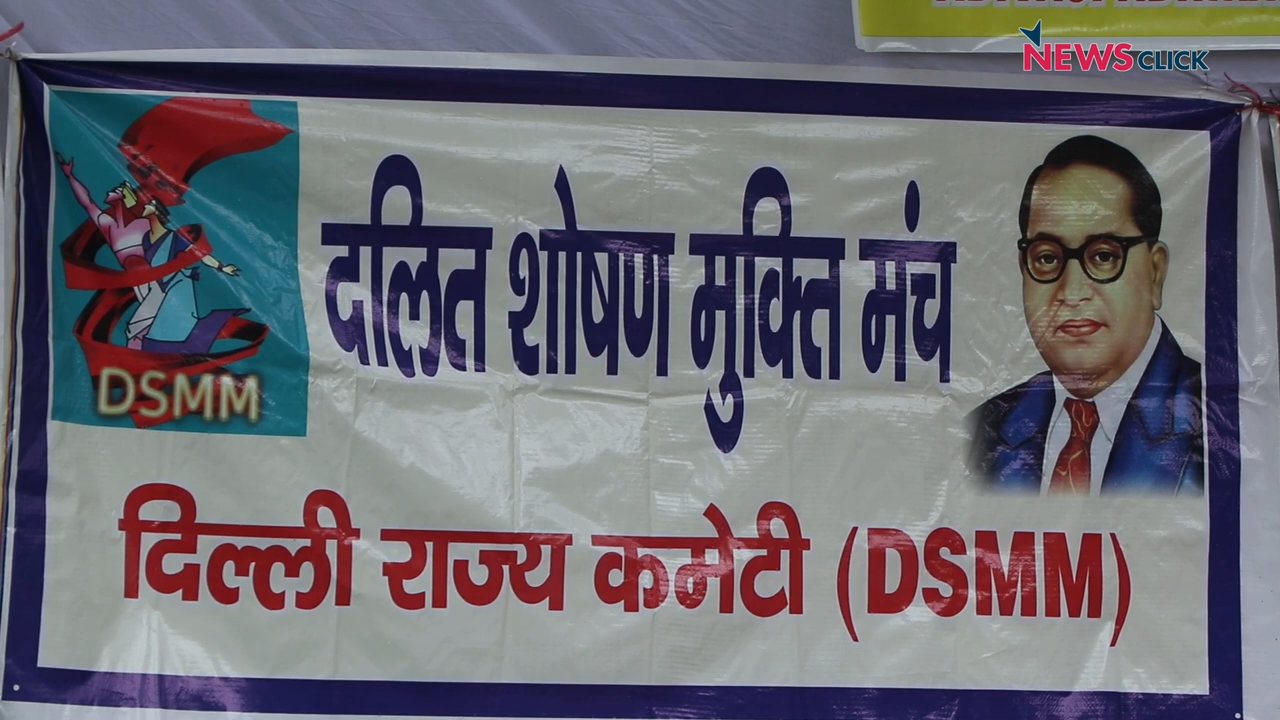 NEWSCLICK
DSMM
दलित शोषण मुक्ति मंच
दिल्ली राज्य कमेटी (DSMM)